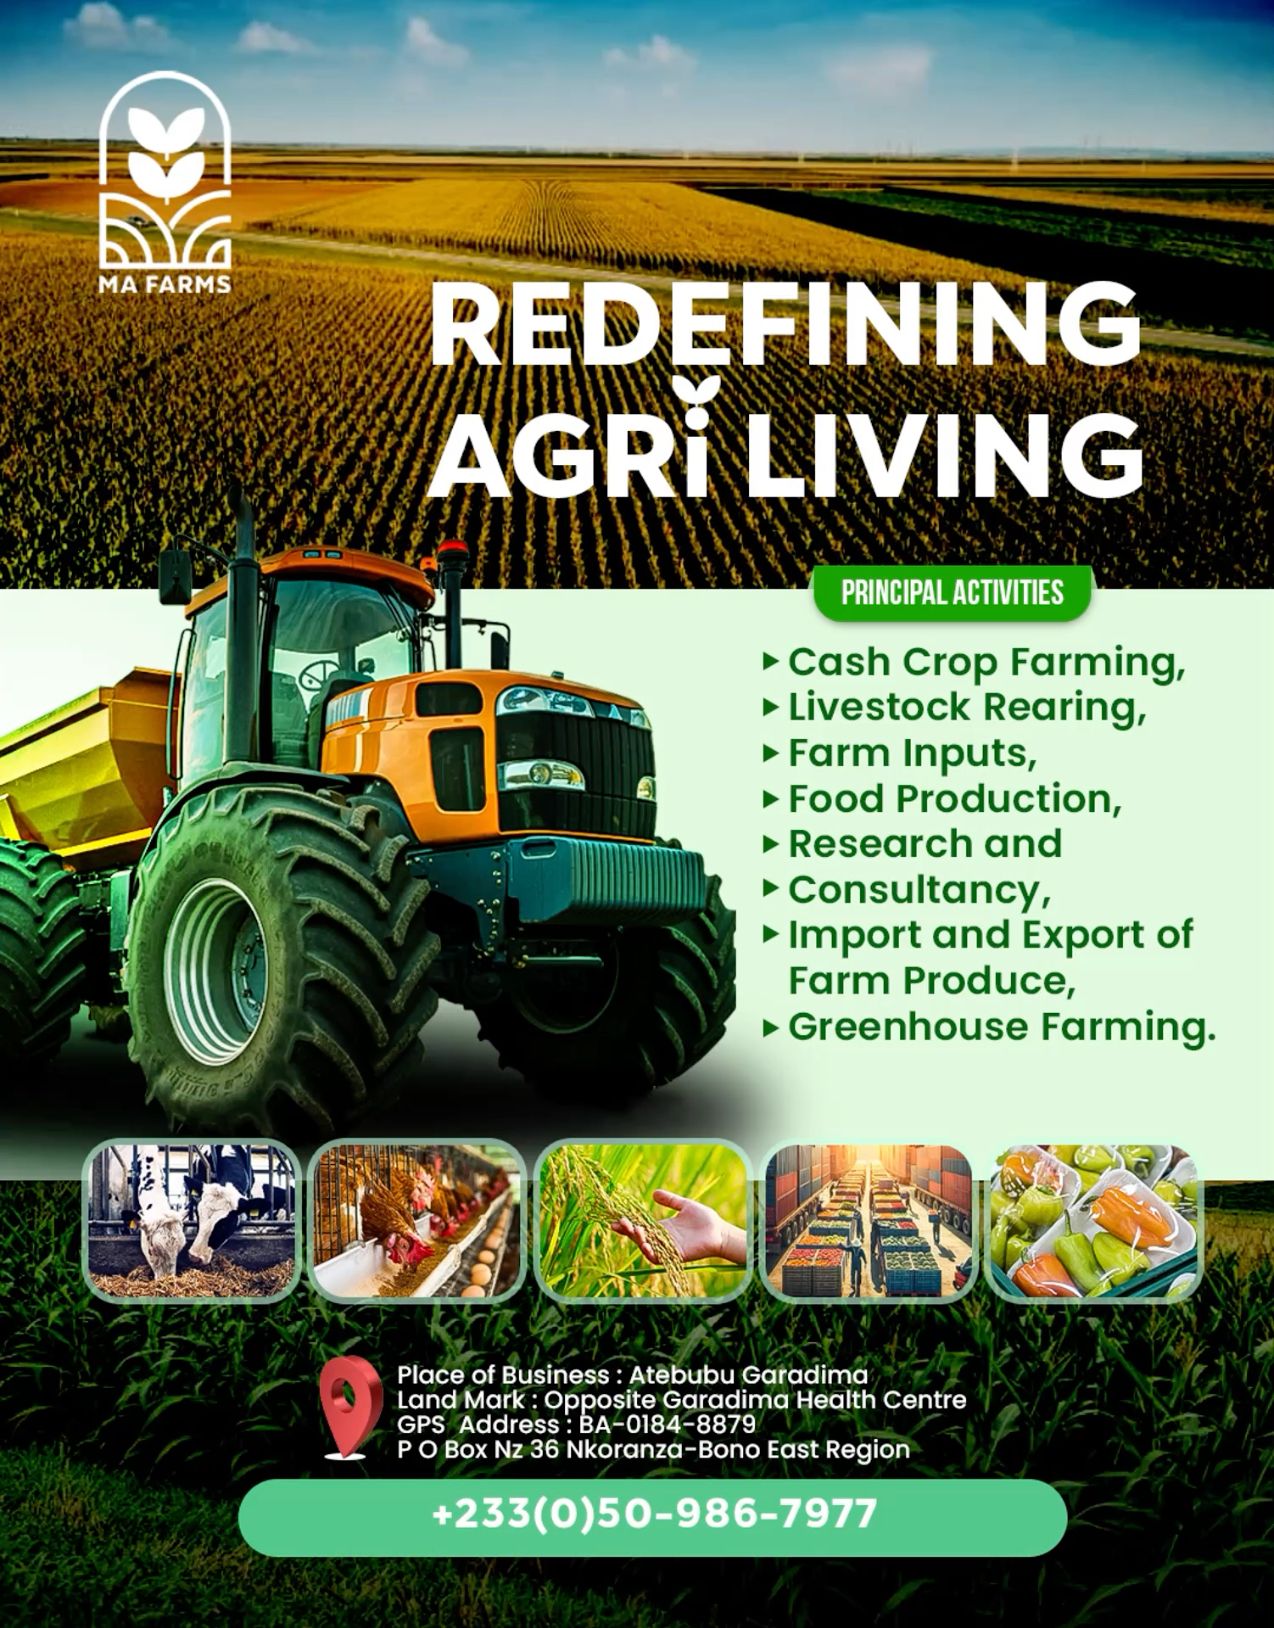 MA FARMS
REDEFINING
AGRi LIVING
PRINCIPAL ACTIVITIES
Cash Crop Farming,
Livestock Rearing,
Farm Inputs,
Food Production,
Research and
Consultancy,
Import and Export of
Farm Produce,
Greenhouse Farming.
Place of Business : Atebubu Garadima
Land Mark : Opposite Garadima Health Centre
GPS Address : BA-0184-8879
P O Box Nz 36 Nkoranza-Bono East Region
+233(0)50-986-7977